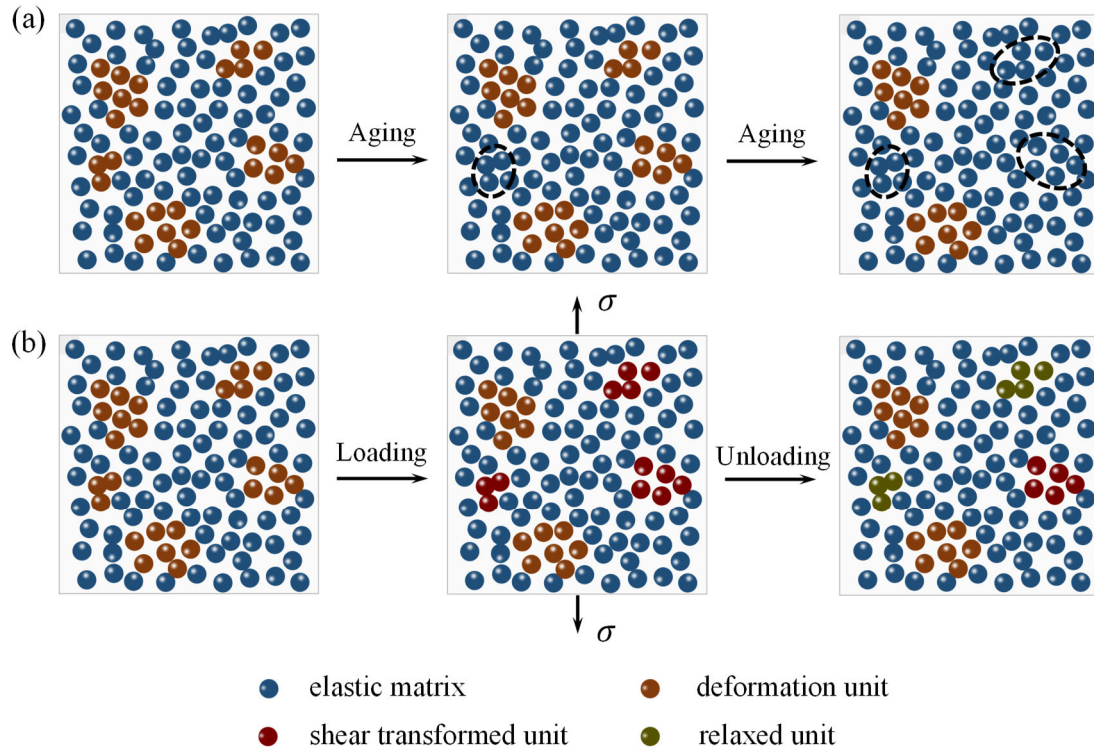 (a)
Aging
Aging
σ
(b)
Loading
Unloading
σ
elastic matrix
deformation unit
shear transformed unit
relaxed unit